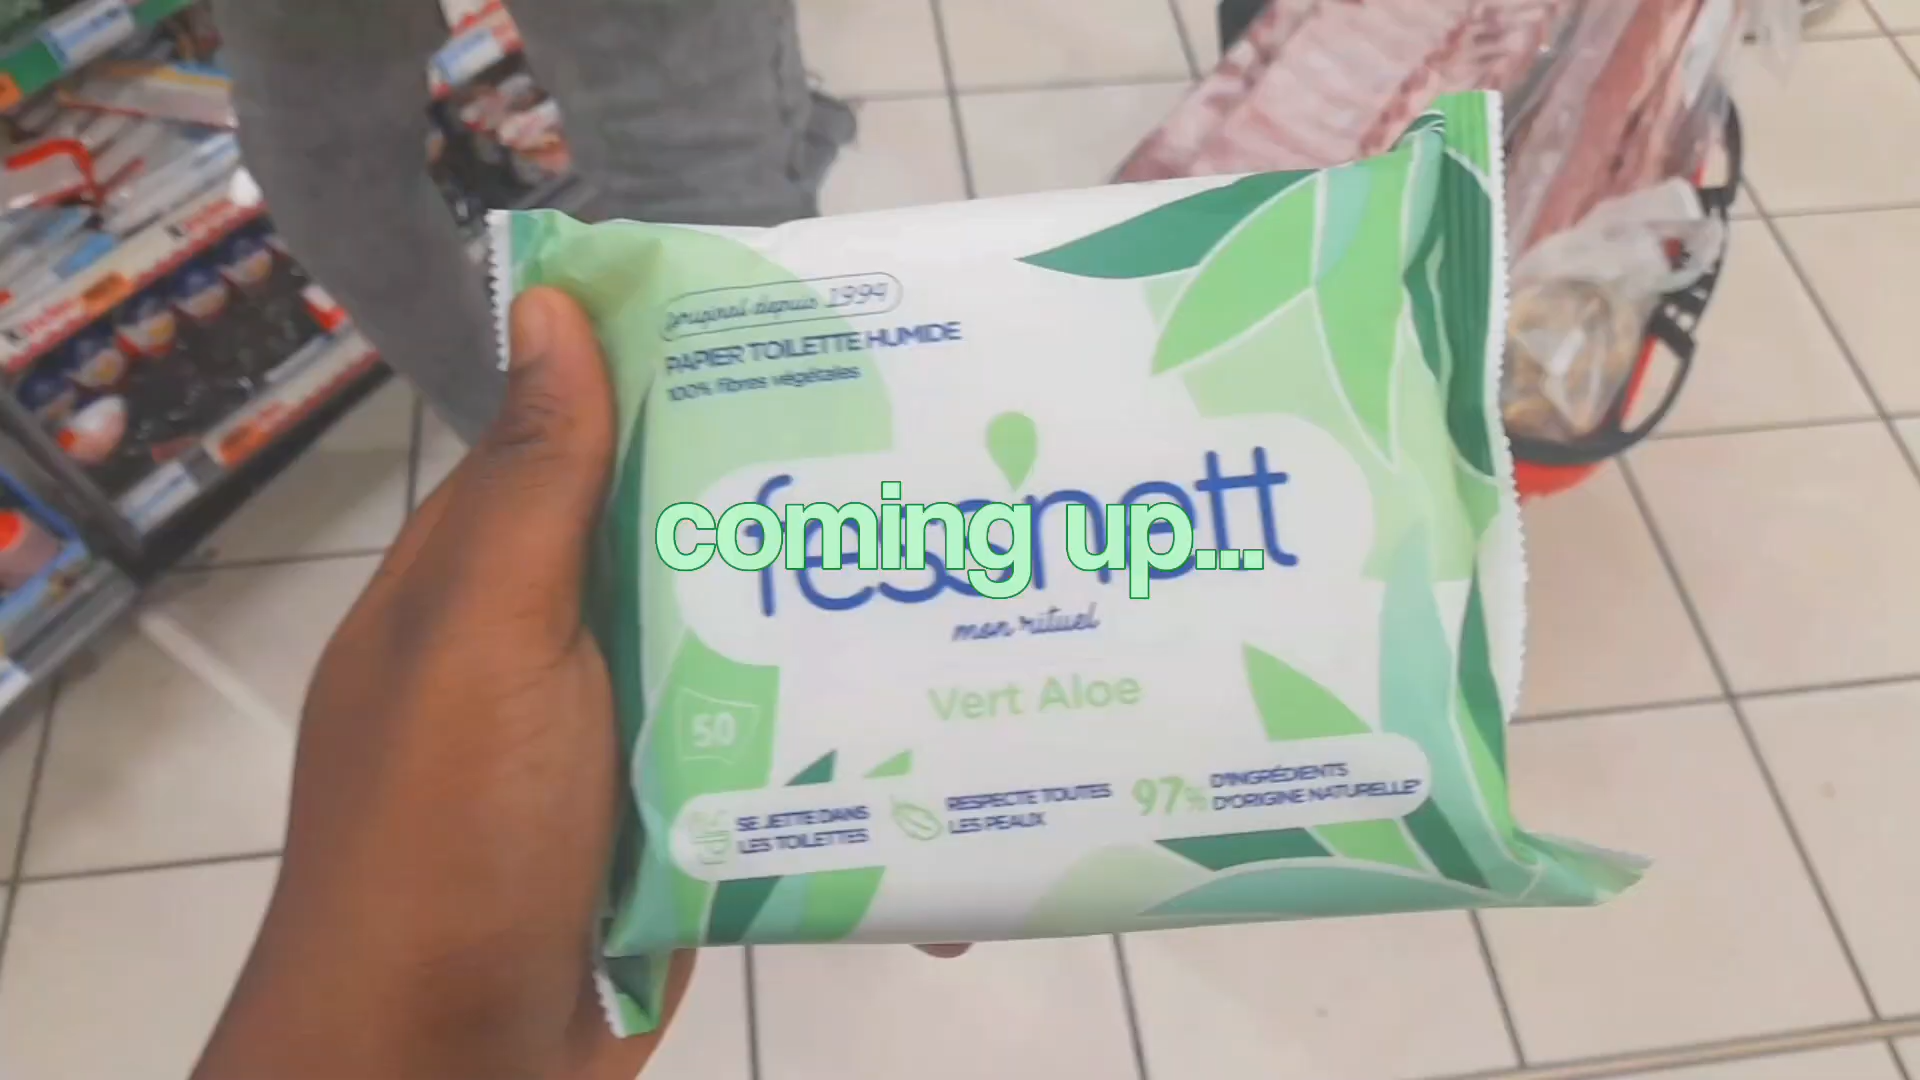 original depuis 1994
PAPIER TOILETTE HUMIDE
100% fibres végétales
fessnett
coming up...
mon rituel
Vert Aloe
50
SE JETTE DANS
LES TOILETTES
RESPECTE TOUTES
LES PEAUX
97%
D'INGRÉDIENTS
D'ORIGINE NATURELLE*